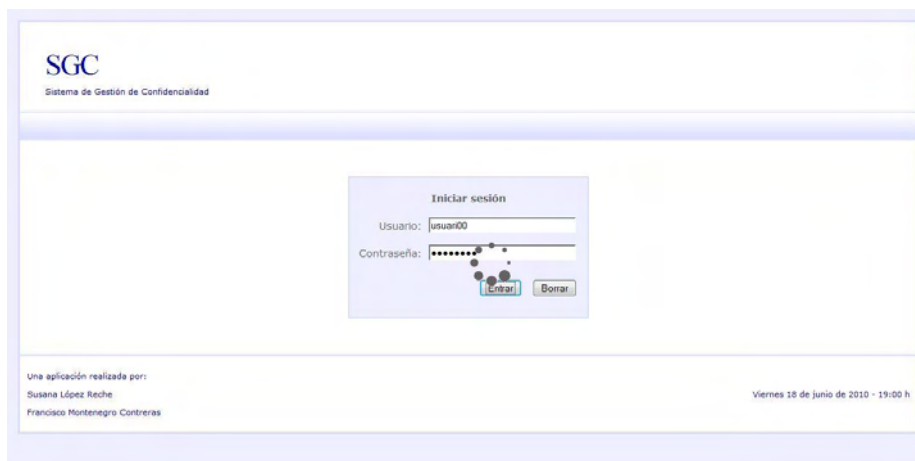 SGC
Sistema de Gestión de Confidencialidad
Iniciar sesión
Usuario: usuari00
Contraseña: ••••••••
Entrar Borrar
Una aplicación realizada por:
Susana López Reche
Viernes 18 de junio de 2010 - 19:00 h
Francisco Montenegro Contreras